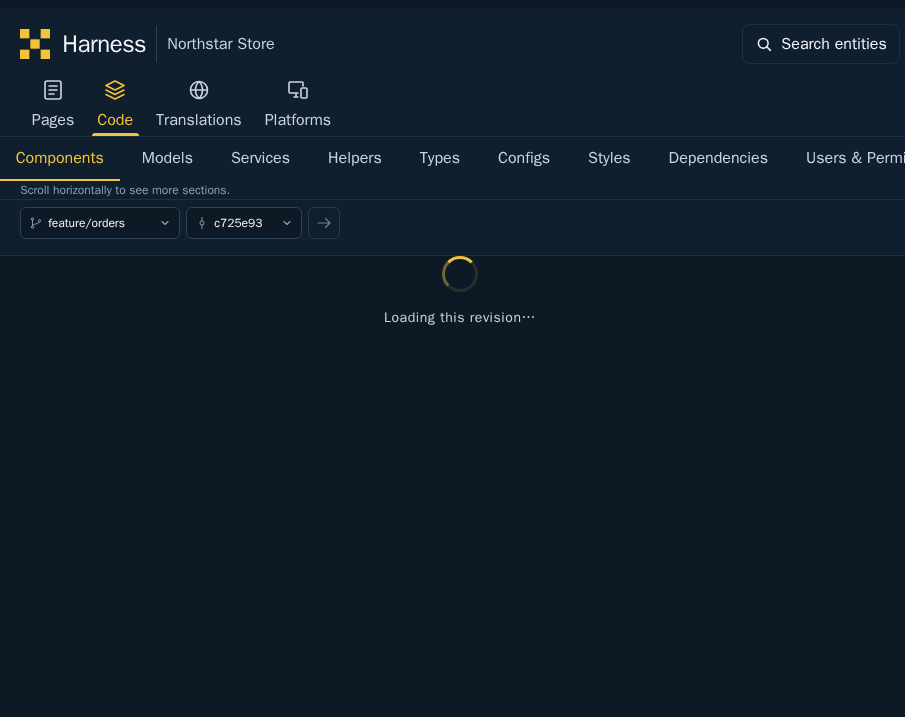 Harness
Northstar Store
Search entities
Pages
Code
Translations
Platforms
Components
Models
Services
Helpers
Types
Configs
Styles
Dependencies
Users & Permi
Scroll horizontally to see more sections.
feature/orders
c725e93
Loading this revision…